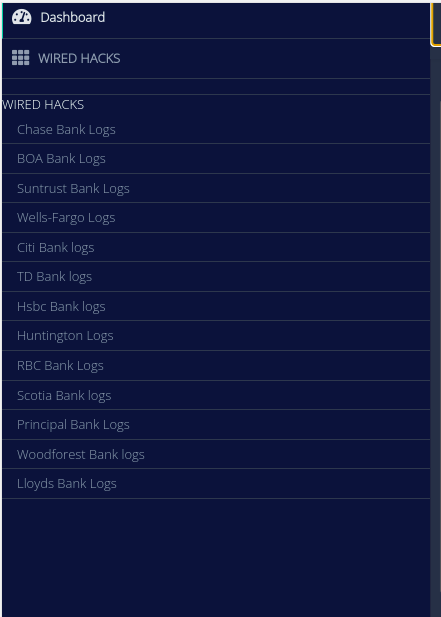 Dashboard
WIRED HACKS
WIRED HACKS
Chase Bank Logs
BOA Bank Logs
Suntrust Bank Logs
Wells-Fargo Logs
Citi Bank logs
TD Bank logs
Hsbc Bank logs
Huntington Logs
RBC Bank Logs
Scotia Bank logs
Principal Bank Logs
Woodforest Bank logs
Lloyds Bank Logs